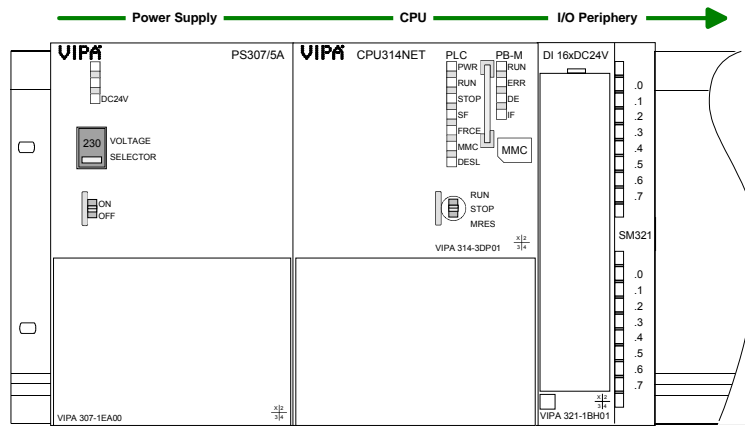 Power Supply CPU I/O Periphery
VIPA PS307/5A
DC24V
230 VOLTAGE SELECTOR
ON
OFF
VIPA 307-1EA00
X 2
3 4
VIPA CPU314NET
PLC
PWR
RUN
STOP
SF
FRCE
MMC
DESL
PB-M
RUN
ERR
DE
IF
MMC
RUN
STOP
MRES
VIPA 314-3DP01
X 2
3 4
DI 16xDC24V
.0
.1
.2
.3
.4
.5
.6
.7
SM321
.0
.1
.2
.3
.4
.5
.6
.7
X 2
3 4
VIPA 321-1BH01